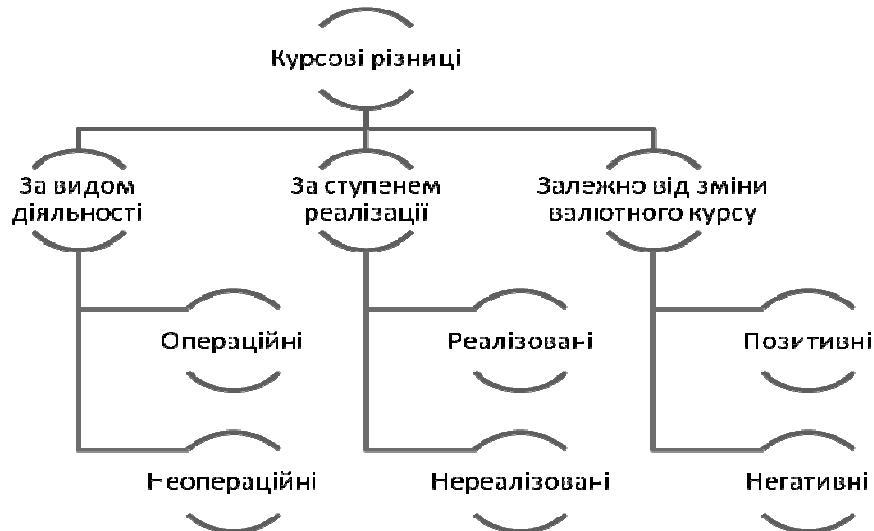 Курсові різниці
За видом
діяльності
За ступенем
реалізації
Залежно від зміни
валютного курсу
Операційні
Реалізовані
Позитивні
Неопераційні
Нереалізовані
Негативні